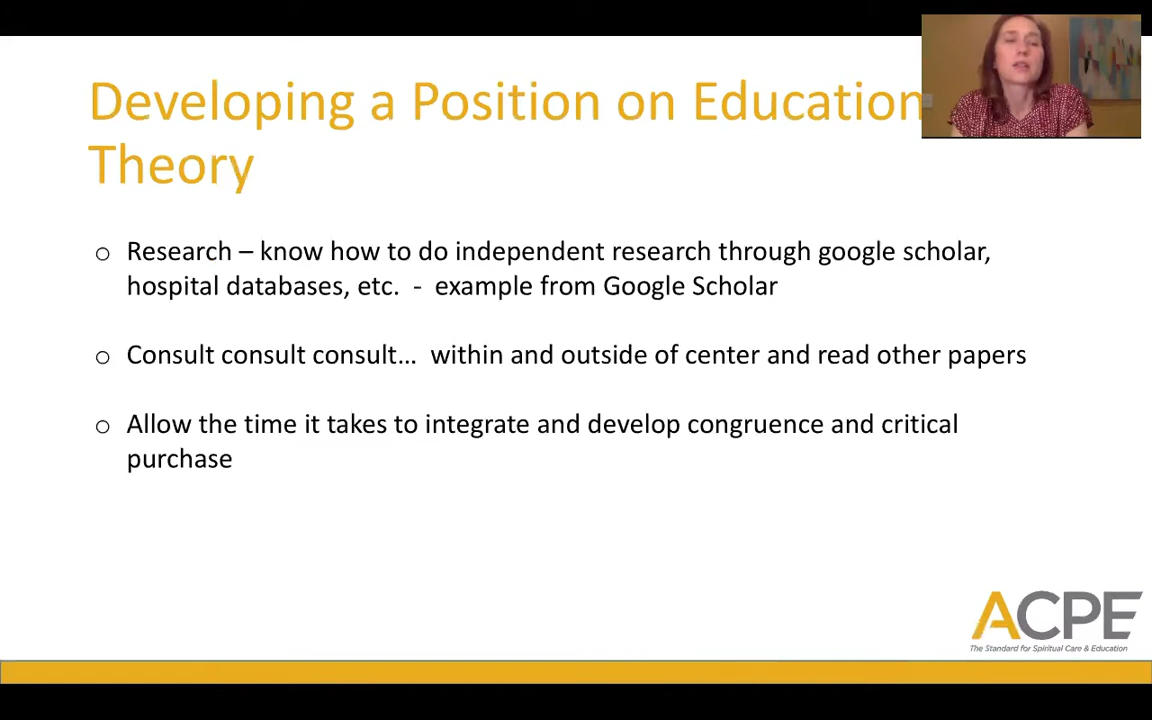 Developing a Position on Education
Theory
o Research – know how to do independent research through google scholar,
hospital databases, etc. - example from Google Scholar
o Consult consult consult… within and outside of center and read other papers
o Allow the time it takes to integrate and develop congruence and critical
purchase
ACPE
The Standard for Spiritual Care & Education